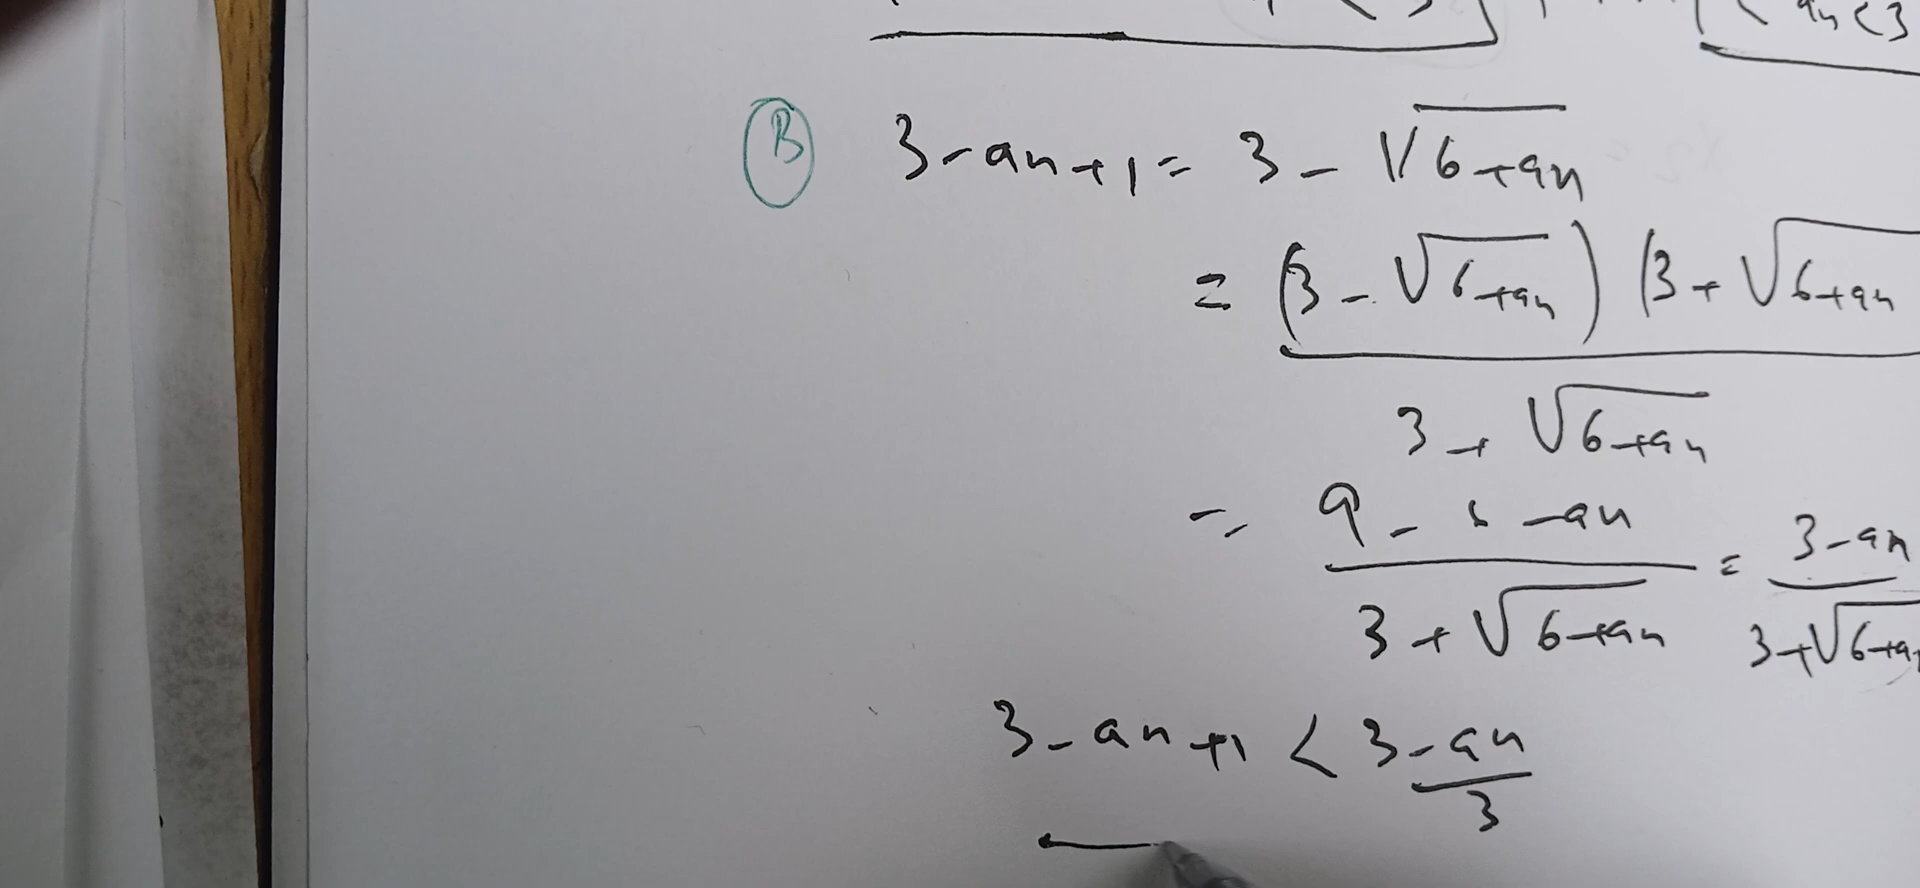 an<3
B 3-an+1 = 3 - √6+an
= (3 - √6+an) (3 + √6+an
3 + √6+an
= 9 - 6 - an / 3 + √6+an = 3-an / 3+√6+an
3 - an+1 < 3 - an / 3